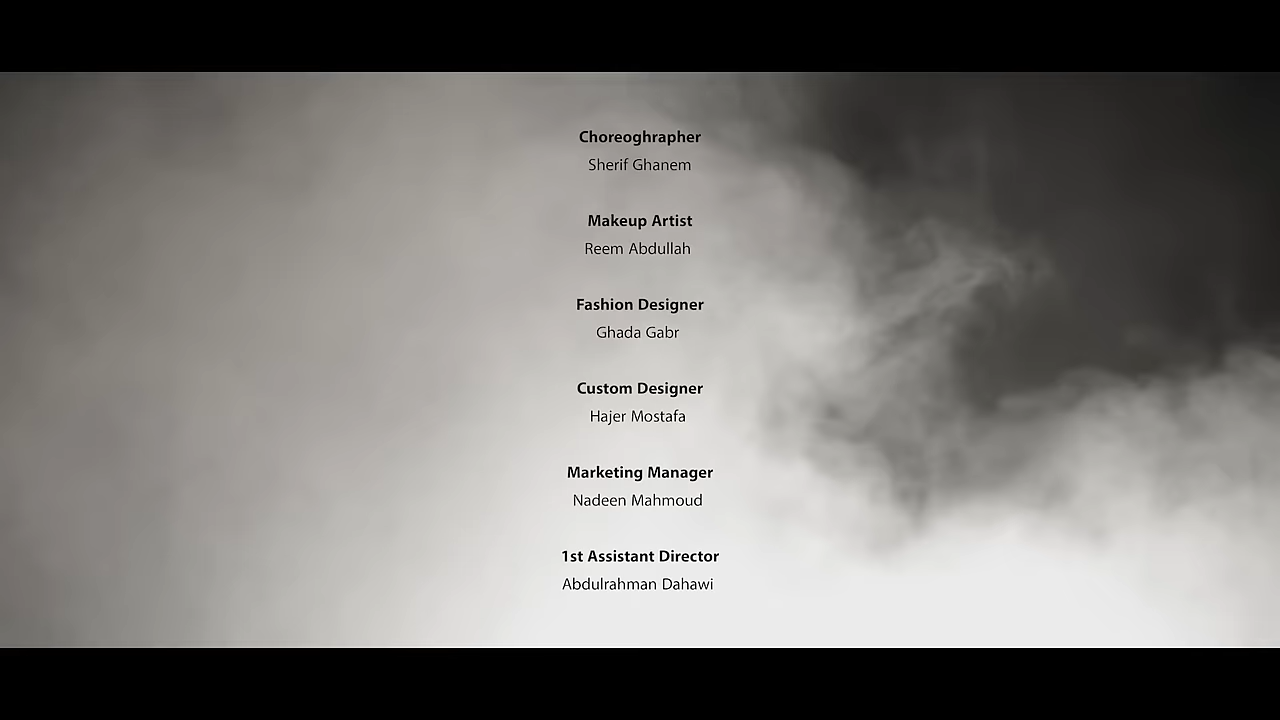 Choreoghrapher
Sherif Ghanem
Makeup Artist
Reem Abdullah
Fashion Designer
Ghada Gabr
Custom Designer
Hajer Mostafa
Marketing Manager
Nadeen Mahmoud
1st Assistant Director
Abdulrahman Dahawi